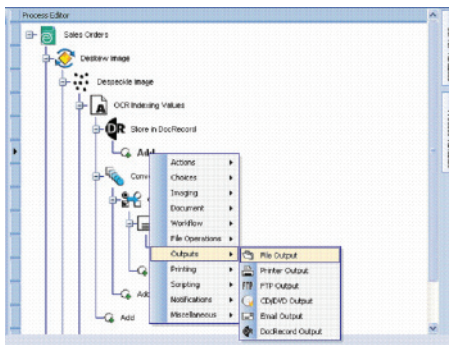 Process Editor
Sales Orders
Deskew Image
Despeckle Image
OCR Indexing Values
DR Store in DocRecord
Add
Actions
Choices
Imaging
Document
Workflow
File Operations
Outputs
Printing
Scripting
Notifications
Miscellaneous
File Output
Printer Output
FTP FTP Output
CD/DVD Output
Email Output
DocRecord Output
Add